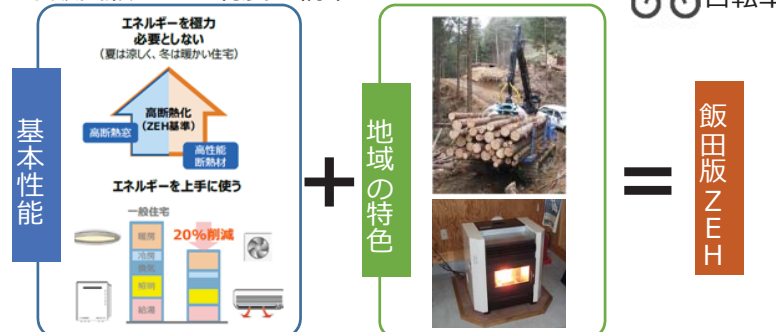 自転車
基本性能
エネルギーを極力
必要としない
(夏は涼しく、冬は暖かい住宅)
高断熱化
(ZEH基準)
高断熱窓
高性能
断熱材
エネルギーを上手に使う
一般住宅
20%削減
暖房
冷房
換気
照明
給湯
+
地域の特色
=
飯田版ZEH